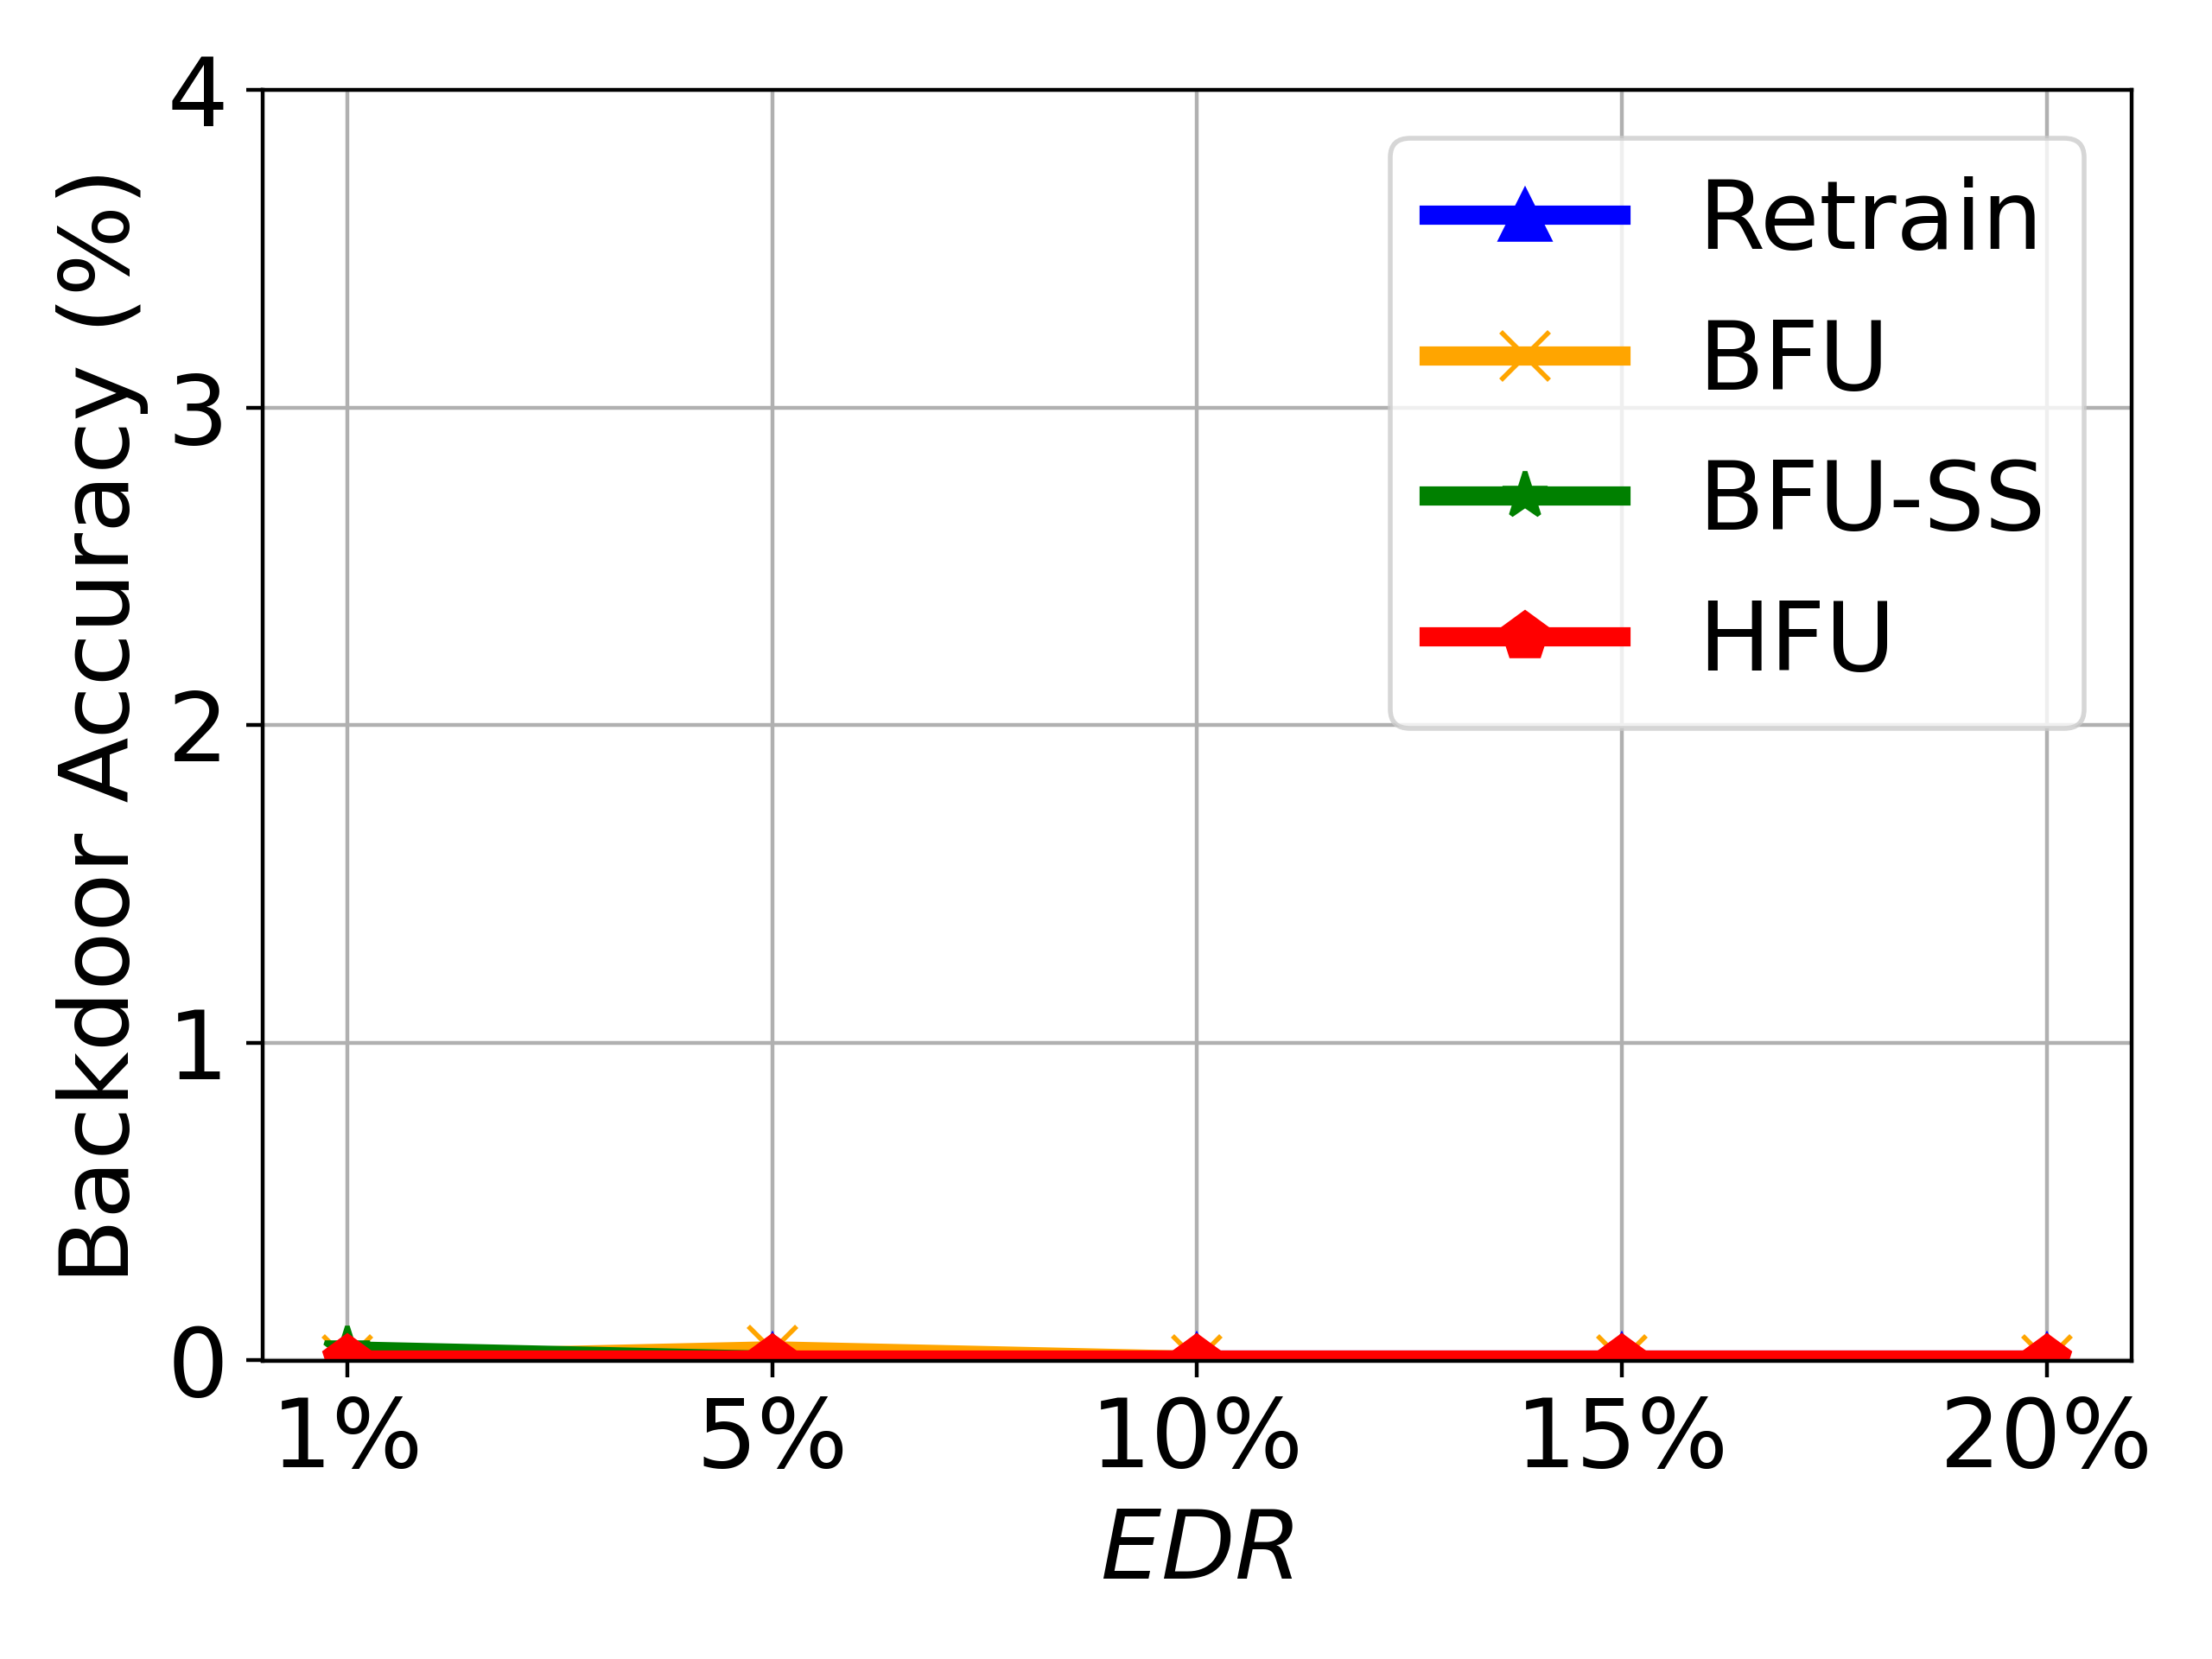 Backdoor Accuracy (%)
4
3
2
1
0
Retrain
BFU
BFU-SS
HFU
1% 5% 10% 15% 20%
EDR